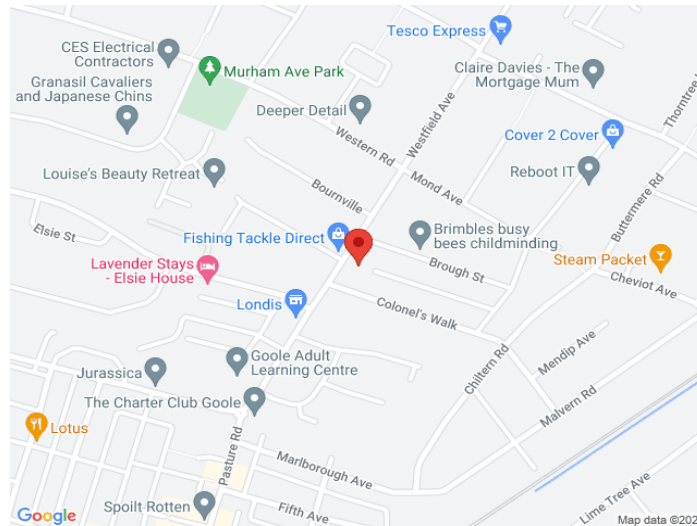 Tesco Express
CES Electrical
Contractors
Murham Ave Park
Claire Davies - The
Mortgage Mum
Granasil Cavaliers
and Japanese Chins
Deeper Detail
Westfield Ave
Thorntree
Western Rd
Cover 2 Cover
Louise's Beauty Retreat
Mond Ave
Reboot IT
Bournville
Buttermere Rd
Elsie St
Fishing Tackle Direct
Brimbles busy
bees childminding
Lavender Stays
- Elsie House
Brough St
Steam Packet
Cheviot Ave
Londis
Colonel's Walk
Mendip Ave
Goole Adult
Learning Centre
Chiltern Rd
Jurassica
The Charter Club Goole
Malvern Rd
Lotus
Pasture Rd
Marlborough Ave
Spoilt Rotten
Fifth Ave
Lime Tree Ave
Google
Map data ©202